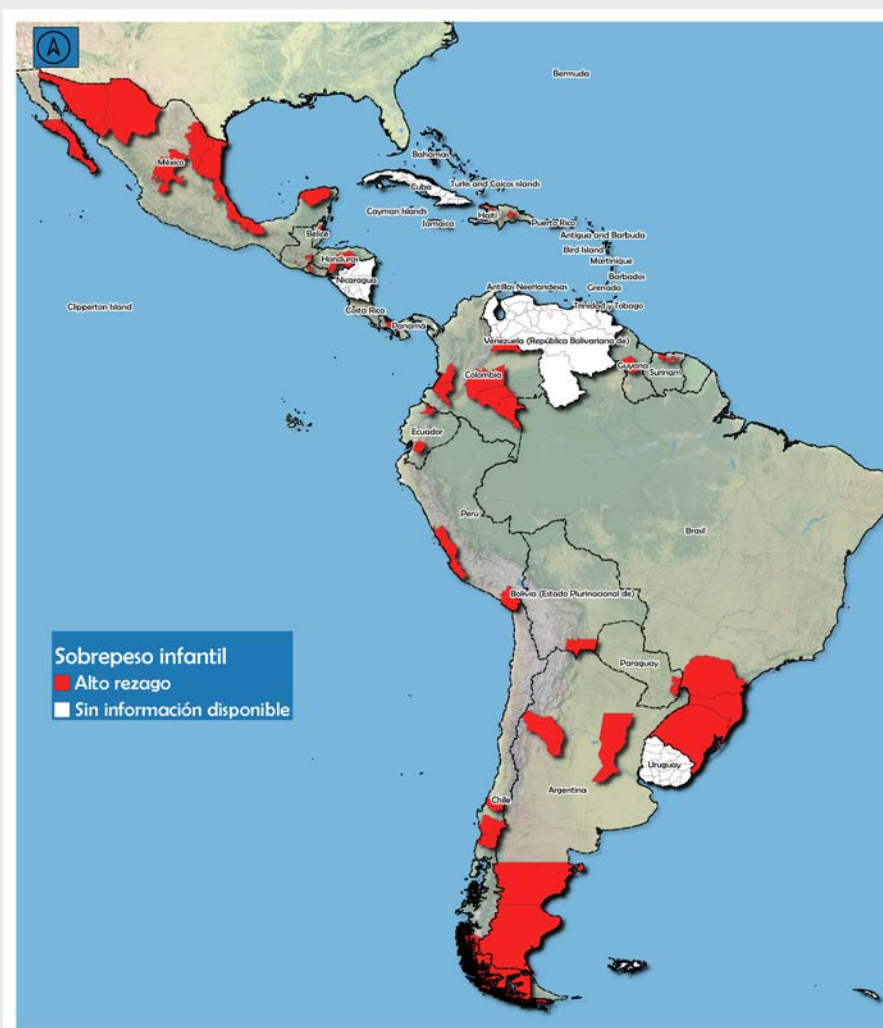 A
Bermuda
Bahamas
México
Cuba
Turks and Caicos islands
Haití
Cayman Islands
Jamaica
Puerto Rico
Belice
Antigua and Barbuda
Honduras
Bird Island
Martinique
Nicaragua
Barbados
Antillas Neerlandesas
Grenada
Clipperton Island
Costa Rica
Trinidad y Tobago
Panamá
Venezuela (República Bolivariana de)
Guyana
Surinam
Colombia
Ecuador
Perú
Brasil
Bolivia (Estado Plurinacional de)
Sobrepeso infantil
Alto rezago
Sin información disponible
Paraguay
Uruguay
Argentina
Chile